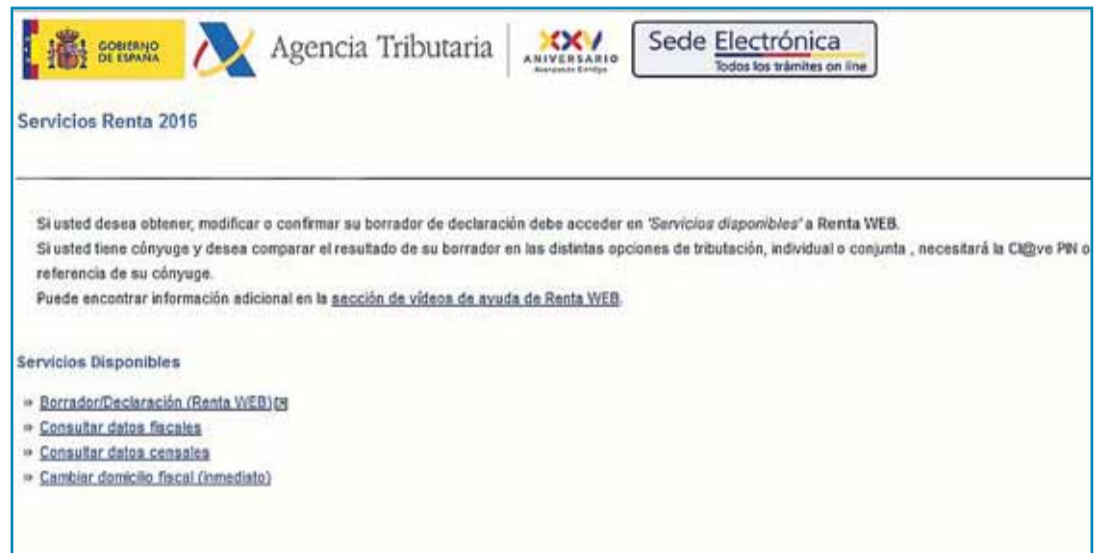 GOBIERNO
DE ESPAÑA
Agencia Tributaria
XXV
ANIVERSARIO
Sede Electrónica
Todos los trámites on line
Servicios Renta 2016
Si usted desea obtener, modificar o confirmar su borrador de declaración debe acceder en 'Servicios disponibles' a Renta WEB.
Si usted tiene cónyuge y desea comparar el resultado de su borrador en las distintas opciones de tributación, individual o conjunta , necesitará la Cl@ve PIN o
referencia de su cónyuge.
Puede encontrar información adicional en la sección de vídeos de ayuda de Renta WEB.
Servicios Disponibles
Borrador/Declaración (Renta WEB)
Consultar datos fiscales
Consultar datos censales
Cambiar domicilio fiscal (inmediato)